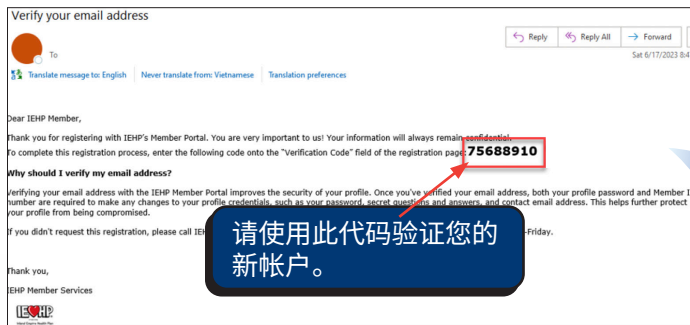 Verify your email address
Reply
Reply All
Forward
To
Sat 6/17/2023 8:4
Translate message to: English Never translate from: Vietnamese Translation preferences
Dear IEHP Member,
Thank you for registering with IEHP's Member Portal. You are very important to us! Your information will always remain confidential.
To complete this registration process, enter the following code onto the "Verification Code" field of the registration page: 75688910
Why should I verify my email address?
Verifying your email address with the IEHP Member Portal improves the security of your profile. Once you've verified your email address, both your profile password and Member I
number are required to make any changes to your profile credentials, such as your password, secret questions and answers, and contact email address. This helps further protect
your profile from being compromised.
If you didn't request this registration, please call IEH
-Friday.
请使用此代码验证您的
新帐户。
Thank you,
IEHP Member Services
IEHP
Inland Empire Health Plan